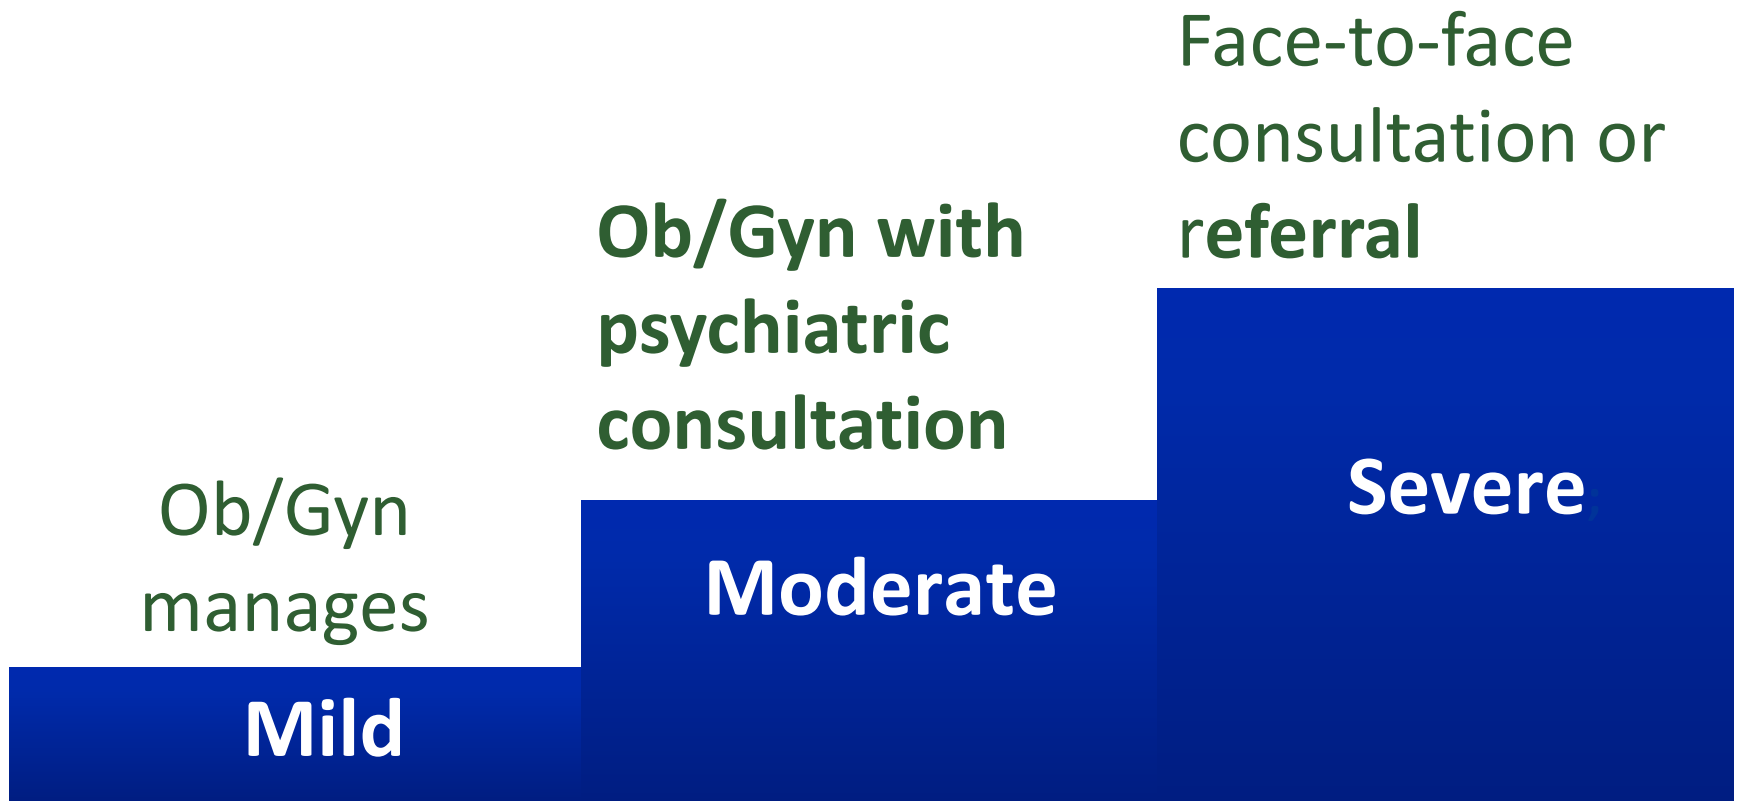 Ob/Gyn
manages
Mild
Ob/Gyn with
psychiatric
consultation
Moderate
Face-to-face
consultation or
referral
Severe;